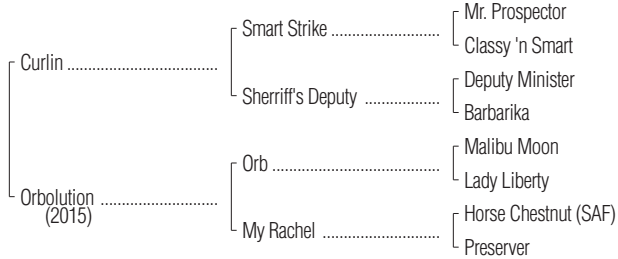 Mr. Prospector
Smart Strike ........................
Classy 'n Smart
Curlin .................................
Deputy Minister
Sherriff's Deputy ................
Barbarika
Malibu Moon
Orb .....................................
Lady Liberty
Orbolution .........................
(2015)
Horse Chestnut (SAF)
My Rachel .........................
Preserver